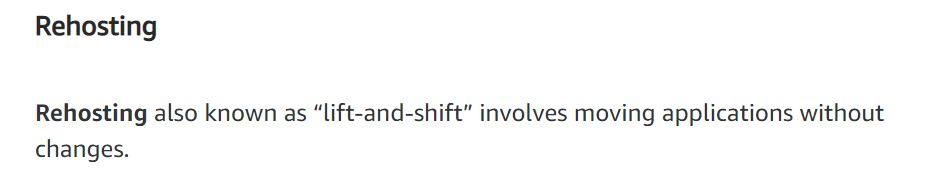 Rehosting
Rehosting also known as “lift-and-shift” involves moving applications without
changes.